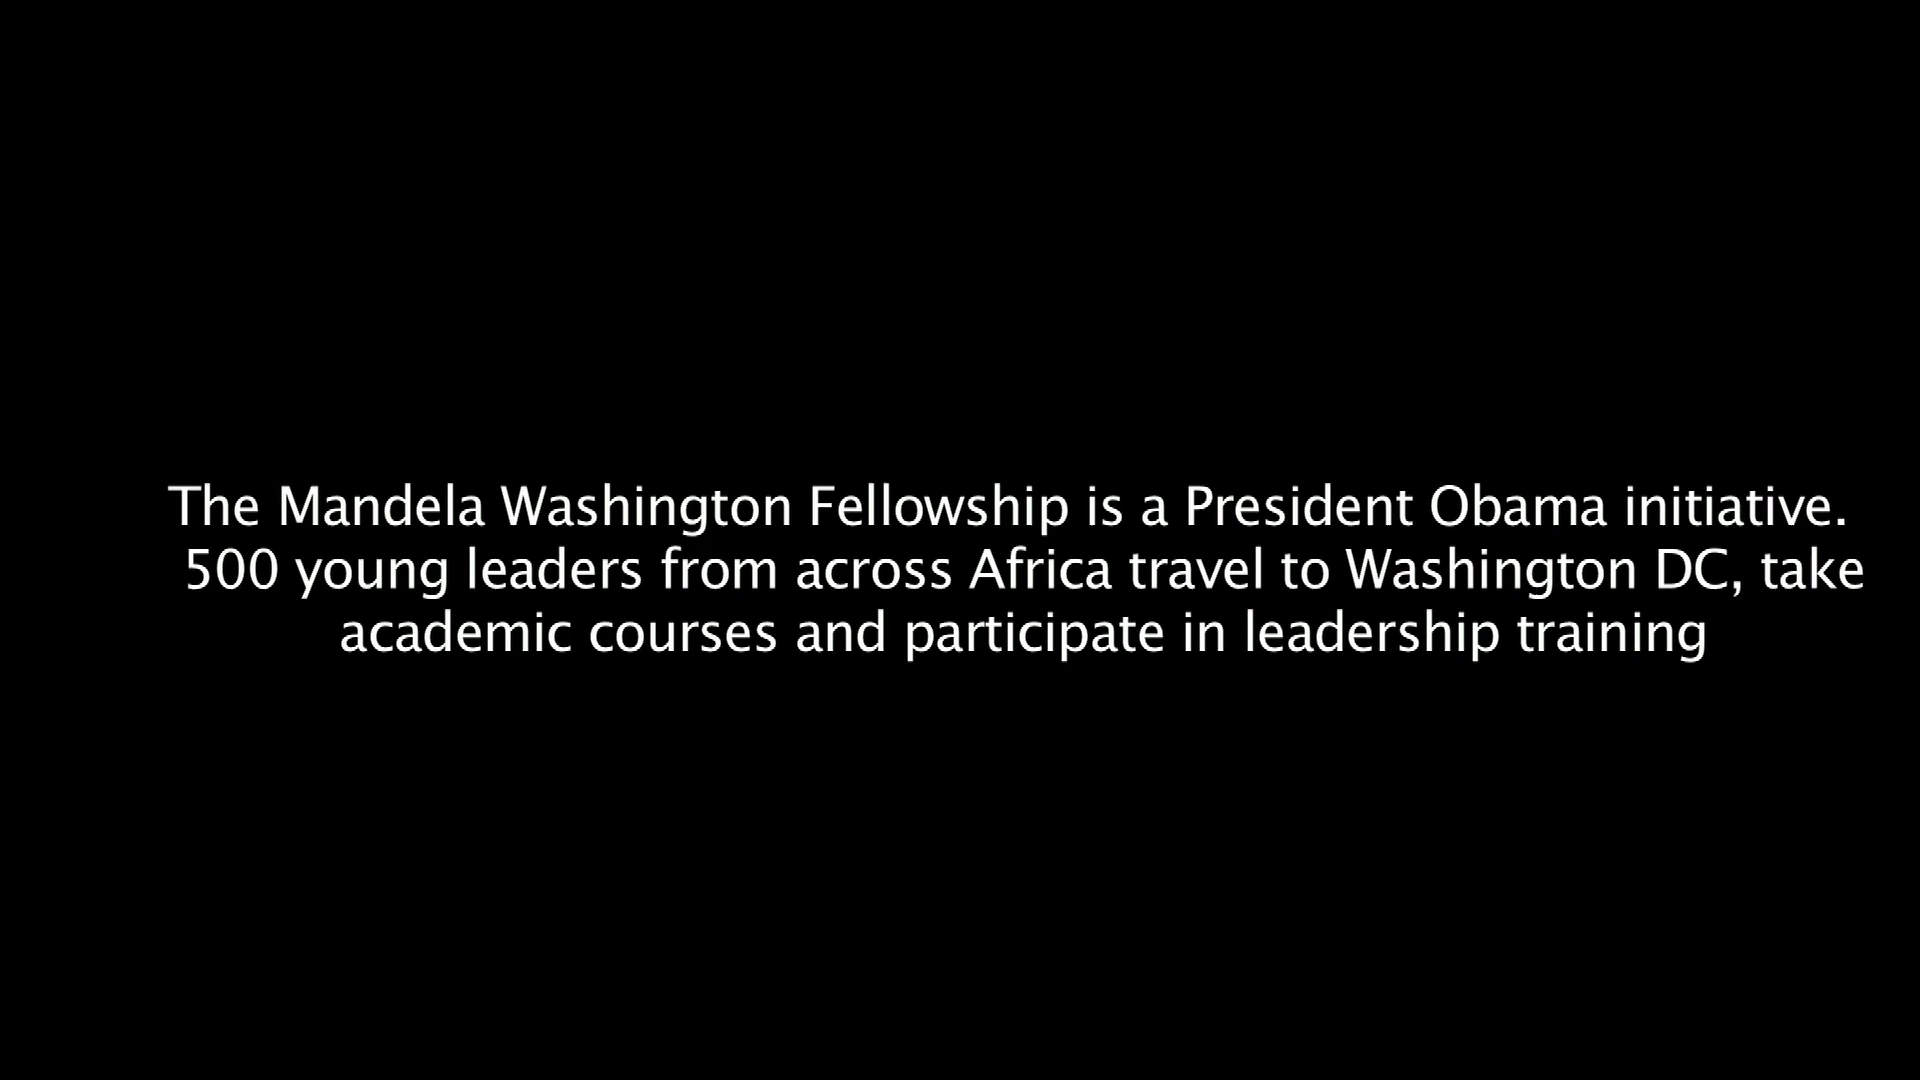 The Mandela Washington Fellowship is a President Obama initiative.
500 young leaders from across Africa travel to Washington DC, take
academic courses and participate in leadership training